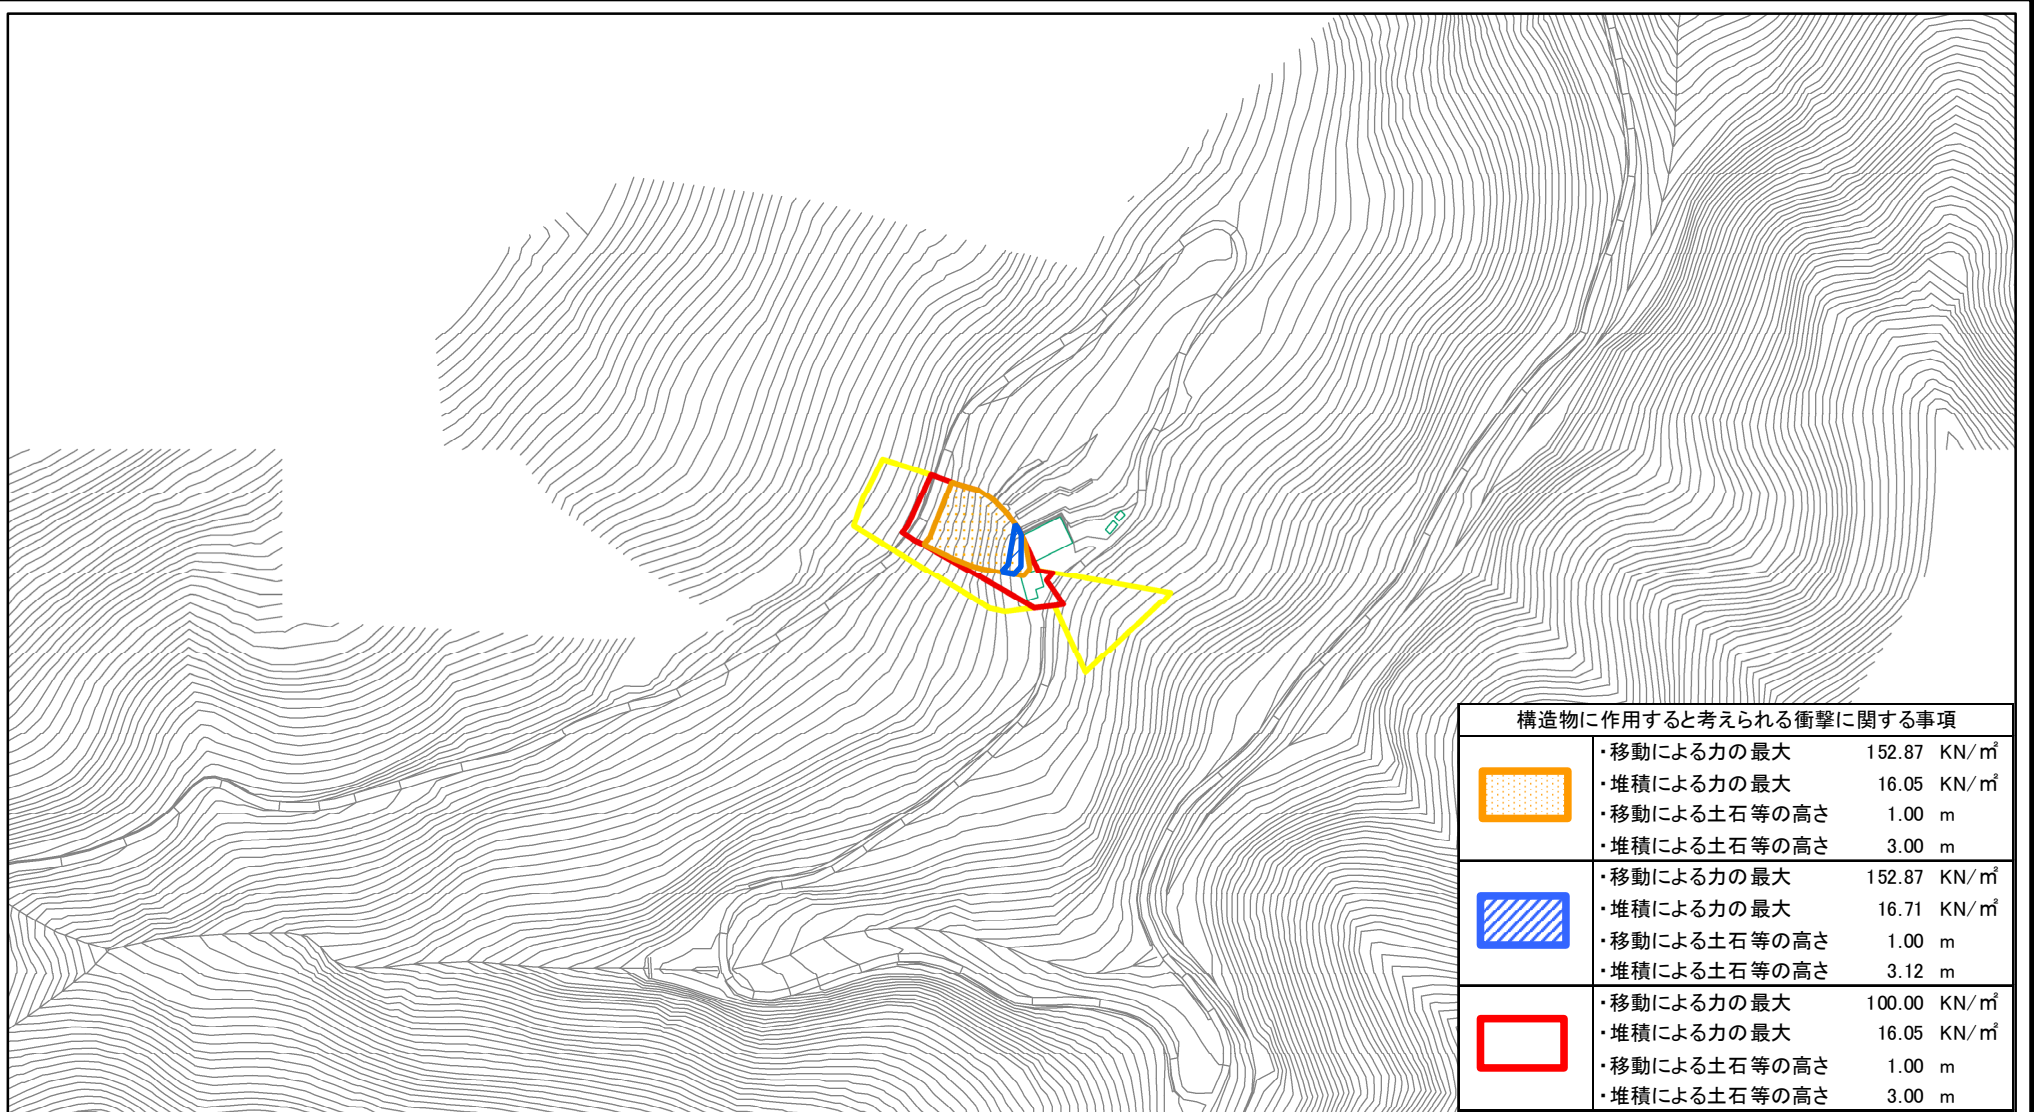 構造物に作用すると考えられる衝撃に関する事項
・移動による力の最大 152.87 KN/㎡
・堆積による力の最大 16.05 KN/㎡
・移動による土石等の高さ 1.00 m
・堆積による土石等の高さ 3.00 m
・移動による力の最大 152.87 KN/㎡
・堆積による力の最大 16.71 KN/㎡
・移動による土石等の高さ 1.00 m
・堆積による土石等の高さ 3.12 m
・移動による力の最大 100.00 KN/㎡
・堆積による力の最大 16.05 KN/㎡
・移動による土石等の高さ 1.00 m
・堆積による土石等の高さ 3.00 m